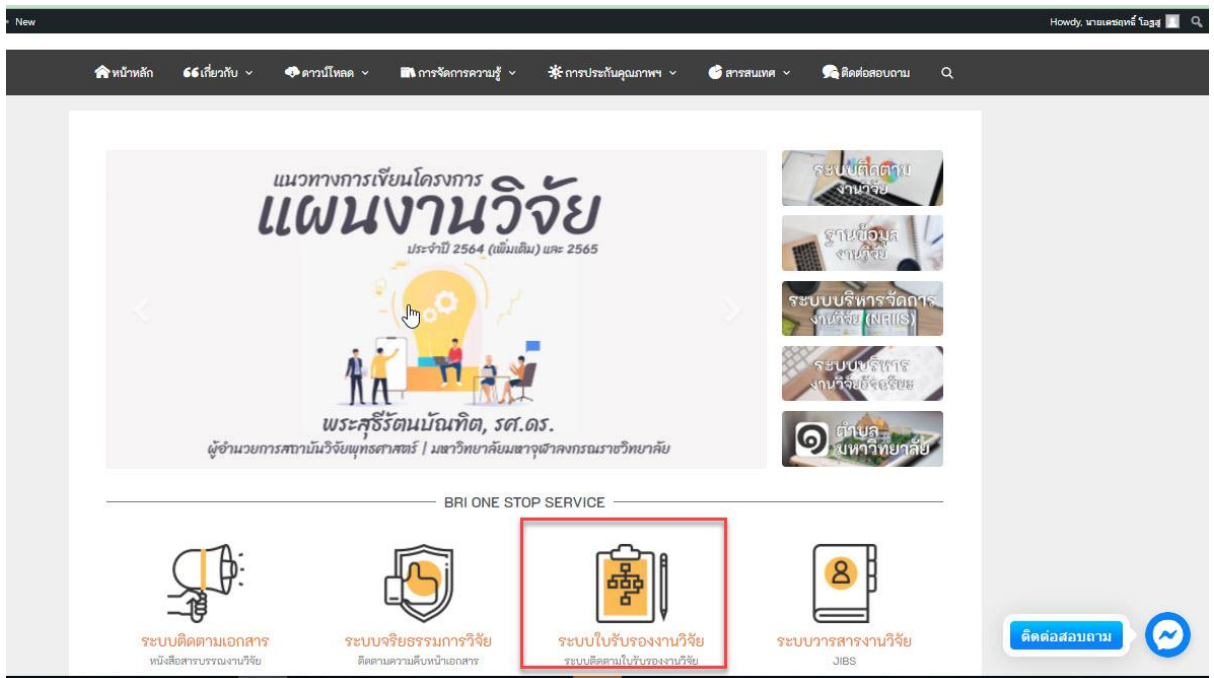 New
Howdy, นายเดชฤทธิ์ โอฐสู
หน้าหลัก
เกี่ยวกับ
ดาวน์โหลด
การจัดการความรู้
การประกันคุณภาพฯ
สารสนเทศ
ติดต่อสอบถาม
แนวทางการเขียนโครงการ
แผนงานวิจัย
ประจำปี 2564 (เพิ่มเติม) และ 2565
พระสุธีรัตนบัณฑิต, รศ.ดร.
ผู้อำนวยการสถาบันวิจัยพุทธศาสตร์ | มหาวิทยาลัยมหาจุฬาลงกรณราชวิทยาลัย
ระบบติดตาม
งานวิจัย
ฐานข้อมูล
งานวิจัย
ระบบบริหารจัดการ
งานวิจัย (NRIIS)
ระบบบริหาร
งานวิจัยอัจฉริยะ
๑ ตำบล
มหาวิทยาลัย
BRI ONE STOP SERVICE
ระบบติดตามเอกสาร
หนังสือสารบรรณงานวิจัย
ระบบจริยธรรมการวิจัย
ติดตามความคืบหน้าเอกสาร
ระบบใบรับรองงานวิจัย
ระบบติดตามใบรับรองงานวิจัย
ระบบวารสารงานวิจัย
JIBS
ติดต่อสอบถาม